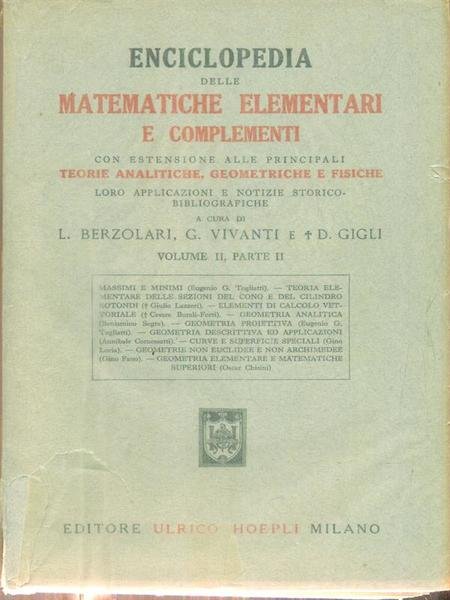 ENCICLOPEDIA
DELLE
MATEMATICHE ELEMENTARI
E COMPLEMENTI
CON ESTENSIONE ALLE PRINCIPALI
TEORIE ANALITICHE, GEOMETRICHE E FISICHE
LORO APPLICAZIONI E NOTIZIE STORICO-
BIBLIOGRAFICHE
A CURA DI
L. BERZOLARI, G. VIVANTI E † D. GIGLI
VOLUME II, PARTE II
MASSIMI E MINIMI (Eugenio G. Togliatti). — TEORIA ELE-
MENTARE DELLE SEZIONI DEL CONO E DEL CILINDRO
ROTONDI († Giulio Lazzeri). — ELEMENTI DI CALCOLO VET-
TORIALE († Cesare Burali-Forti). — GEOMETRIA ANALITICA
(Beniamino Segre). — GEOMETRIA PROIETTIVA (Eugenio G.
Togliatti). — GEOMETRIA DESCRITTIVA ED APPLICAZIONI
(Annibale Comessatti). — CURVE E SUPERFICIE SPECIALI (Gino
Loria). — GEOMETRIE NON EUCLIDEE E NON ARCHIMEDEE
(Gino Fano). — GEOMETRIA ELEMENTARE E MATEMATICHE
SUPERIORI (Oscar Chisini)
EDITORE ULRICO HOEPLI MILANO